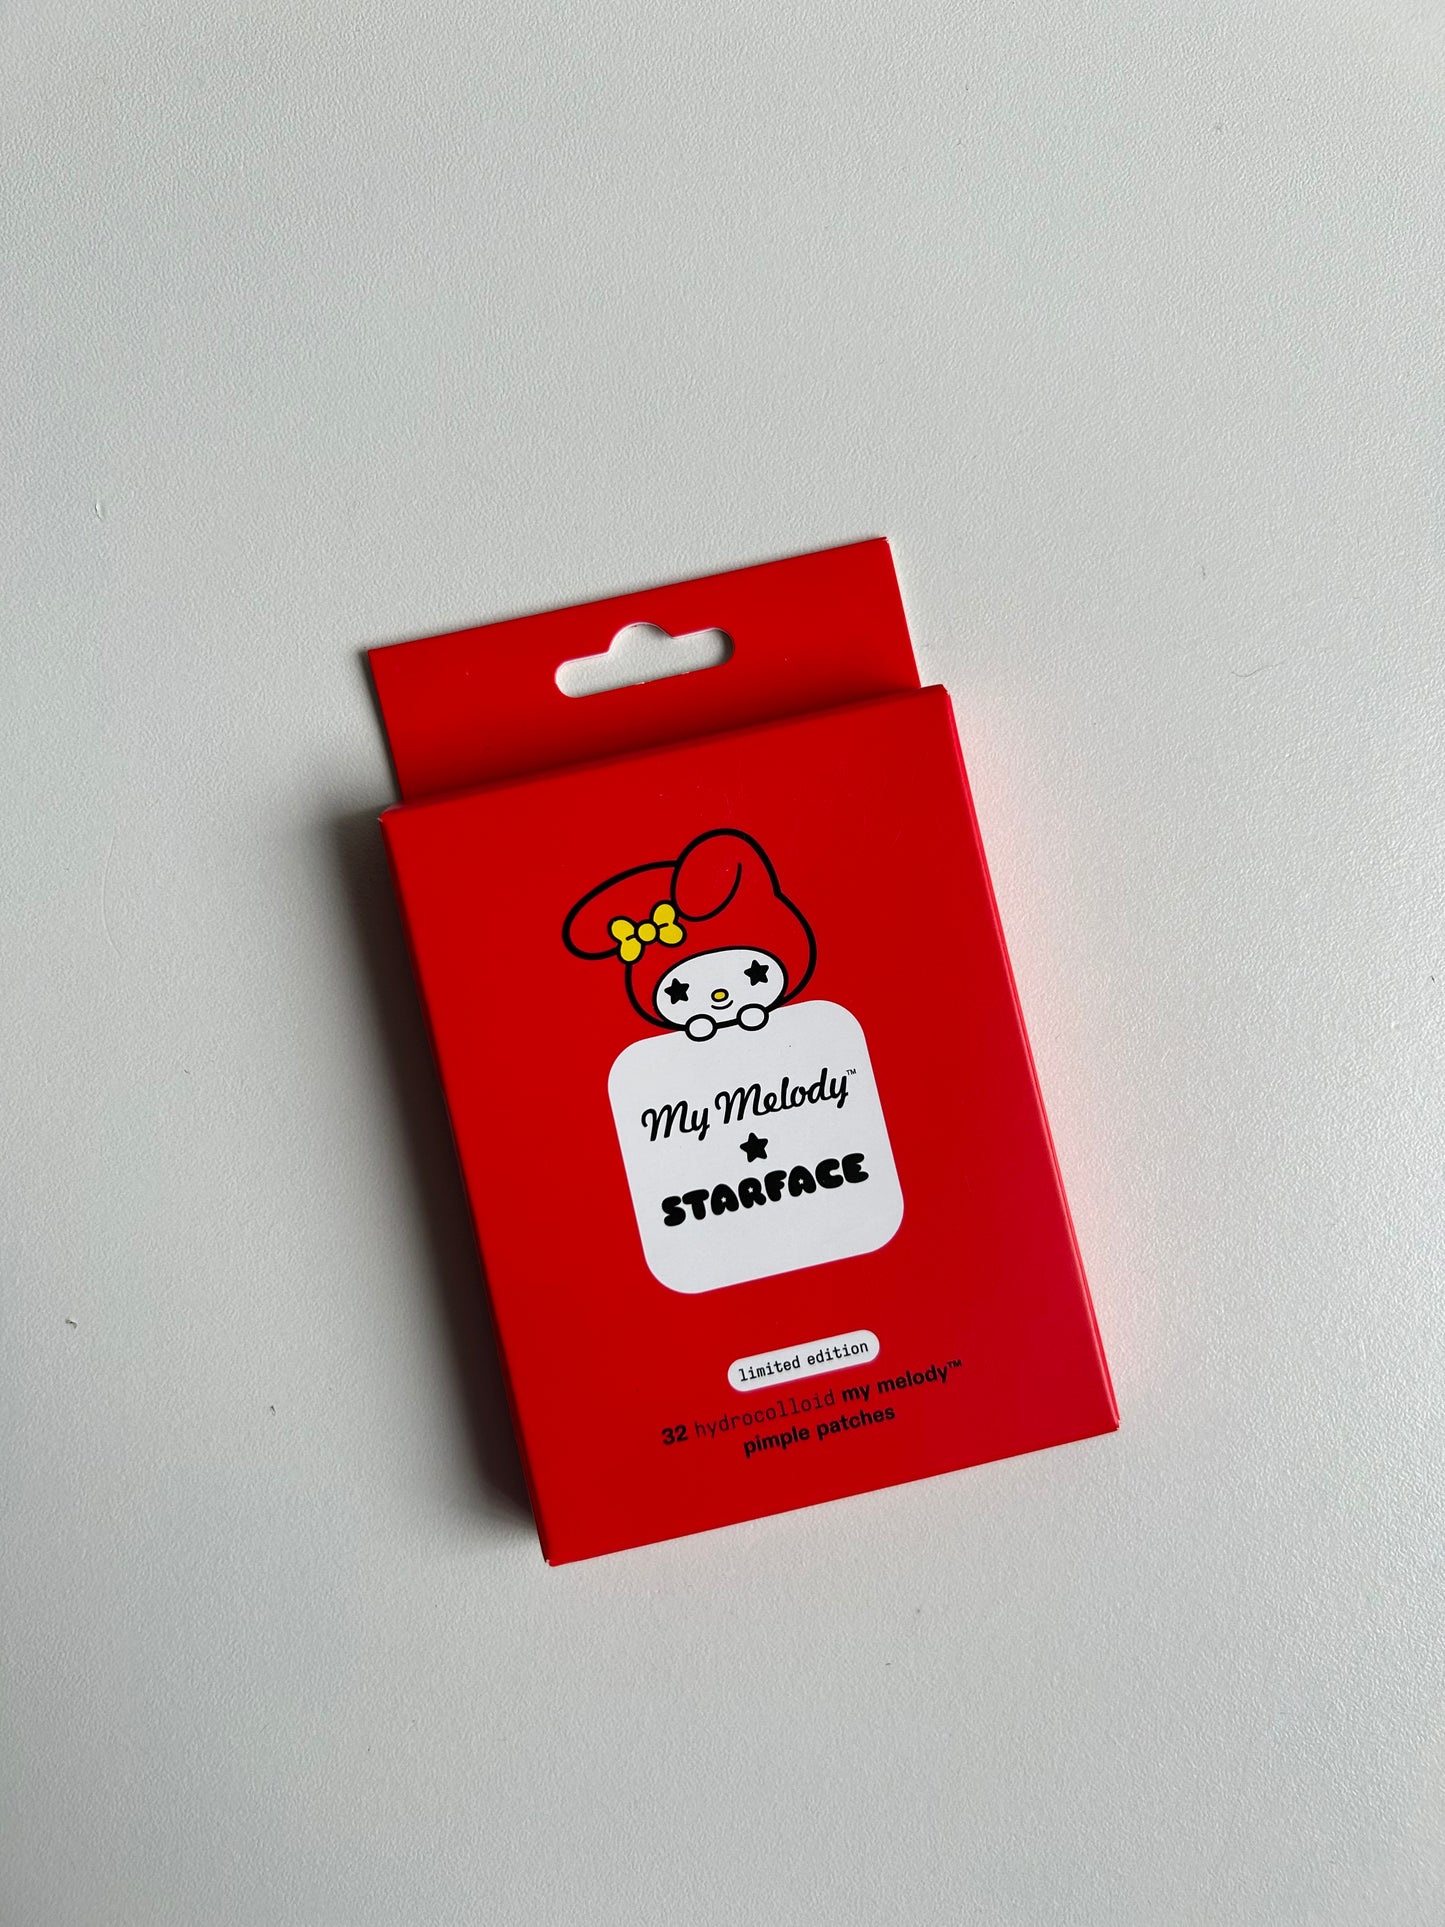 My Melody™
★
STARFACE
limited edition
32 hydrocolloid my melody™
pimple patches